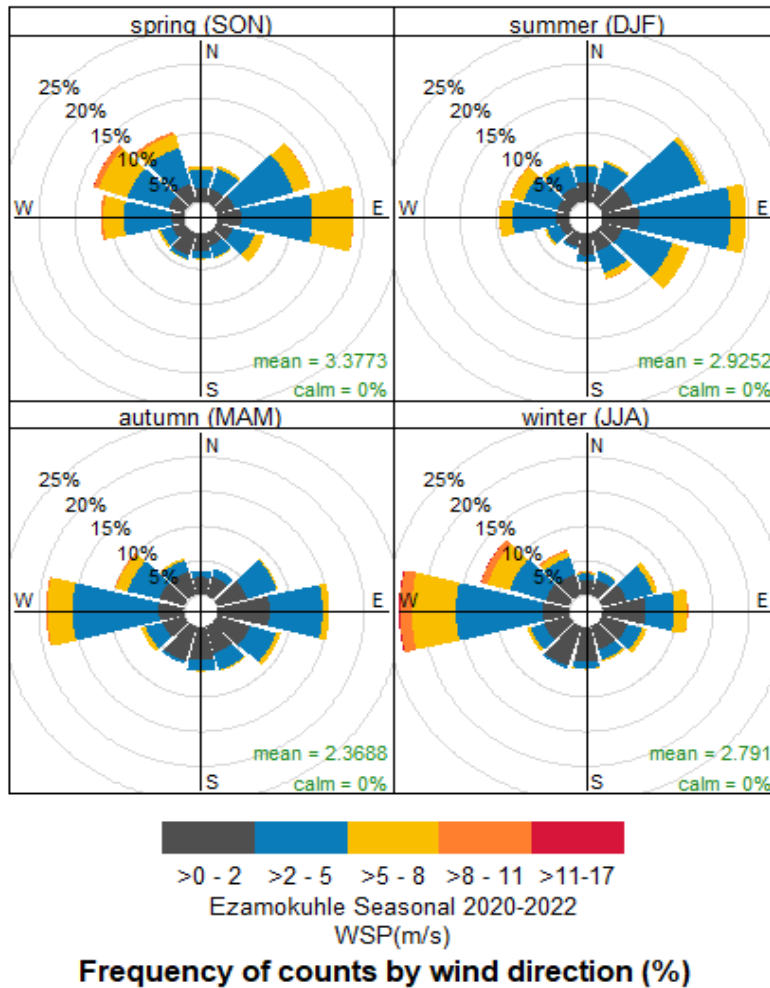 spring (SON)
N
25%
20%
15%
10%
5%
W
E
S
mean = 3.3773
calm = 0%
summer (DJF)
N
25%
20%
15%
10%
5%
W
E
S
mean = 2.9252
calm = 0%
autumn (MAM)
N
25%
20%
15%
10%
5%
W
E
S
mean = 2.3688
calm = 0%
winter (JJA)
N
25%
20%
15%
10%
5%
W
E
S
mean = 2.791
calm = 0%
>0 - 2 >2 - 5 >5 - 8 >8 - 11 >11-17
Ezamokuhle Seasonal 2020-2022
WSP(m/s)
Frequency of counts by wind direction (%)